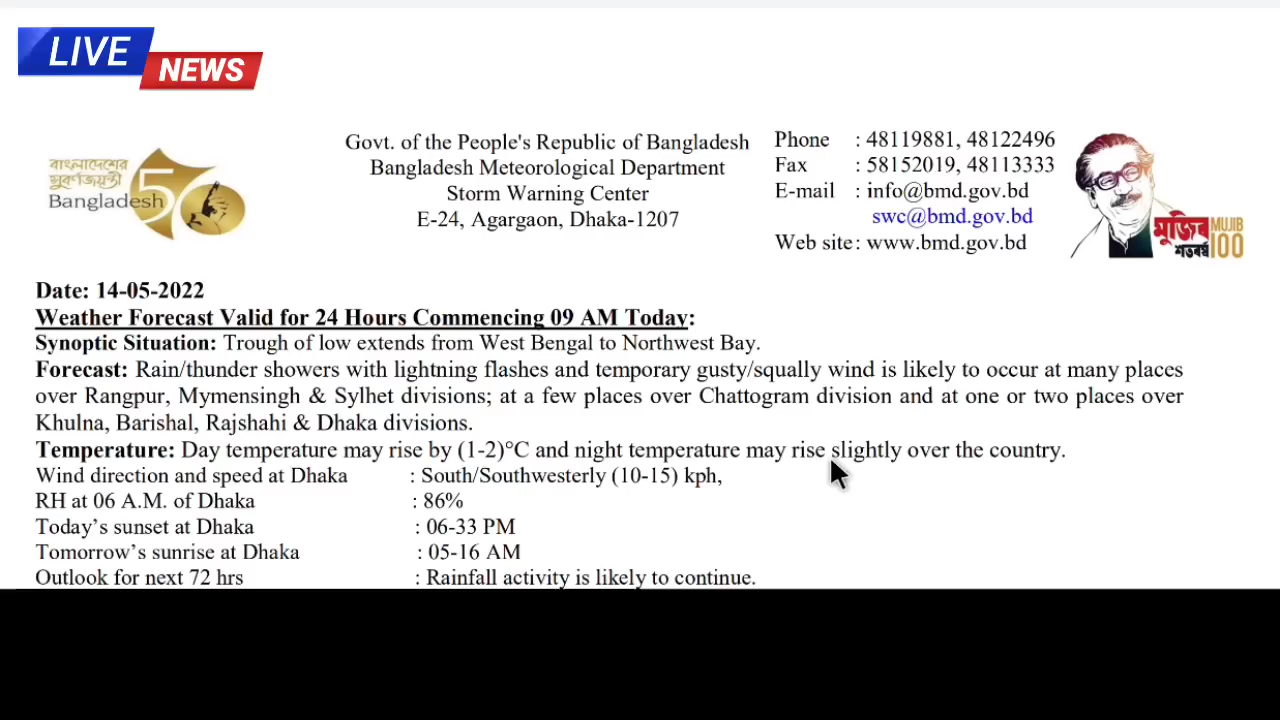 LIVE
NEWS
বাংলাদেশের
সুবর্ণজয়ন্তী
50
Bangladesh
Govt. of the People's Republic of Bangladesh
Bangladesh Meteorological Department
Storm Warning Center
E-24, Agargaon, Dhaka-1207
Phone : 48119881, 48122496
Fax : 58152019, 48113333
E-mail : info@bmd.gov.bd
swc@bmd.gov.bd
Web site : www.bmd.gov.bd
মুজিব
শতবর্ষ
MUJIB
100
Date: 14-05-2022
Weather Forecast Valid for 24 Hours Commencing 09 AM Today:
Synoptic Situation: Trough of low extends from West Bengal to Northwest Bay.
Forecast: Rain/thunder showers with lightning flashes and temporary gusty/squally wind is likely to occur at many places
over Rangpur, Mymensingh & Sylhet divisions; at a few places over Chattogram division and at one or two places over
Khulna, Barishal, Rajshahi & Dhaka divisions.
Temperature: Day temperature may rise by (1-2)°C and night temperature may rise slightly over the country.
Wind direction and speed at Dhaka : South/Southwesterly (10-15) kph,
RH at 06 A.M. of Dhaka : 86%
Today’s sunset at Dhaka : 06-33 PM
Tomorrow’s sunrise at Dhaka : 05-16 AM
Outlook for next 72 hrs : Rainfall activity is likely to continue.